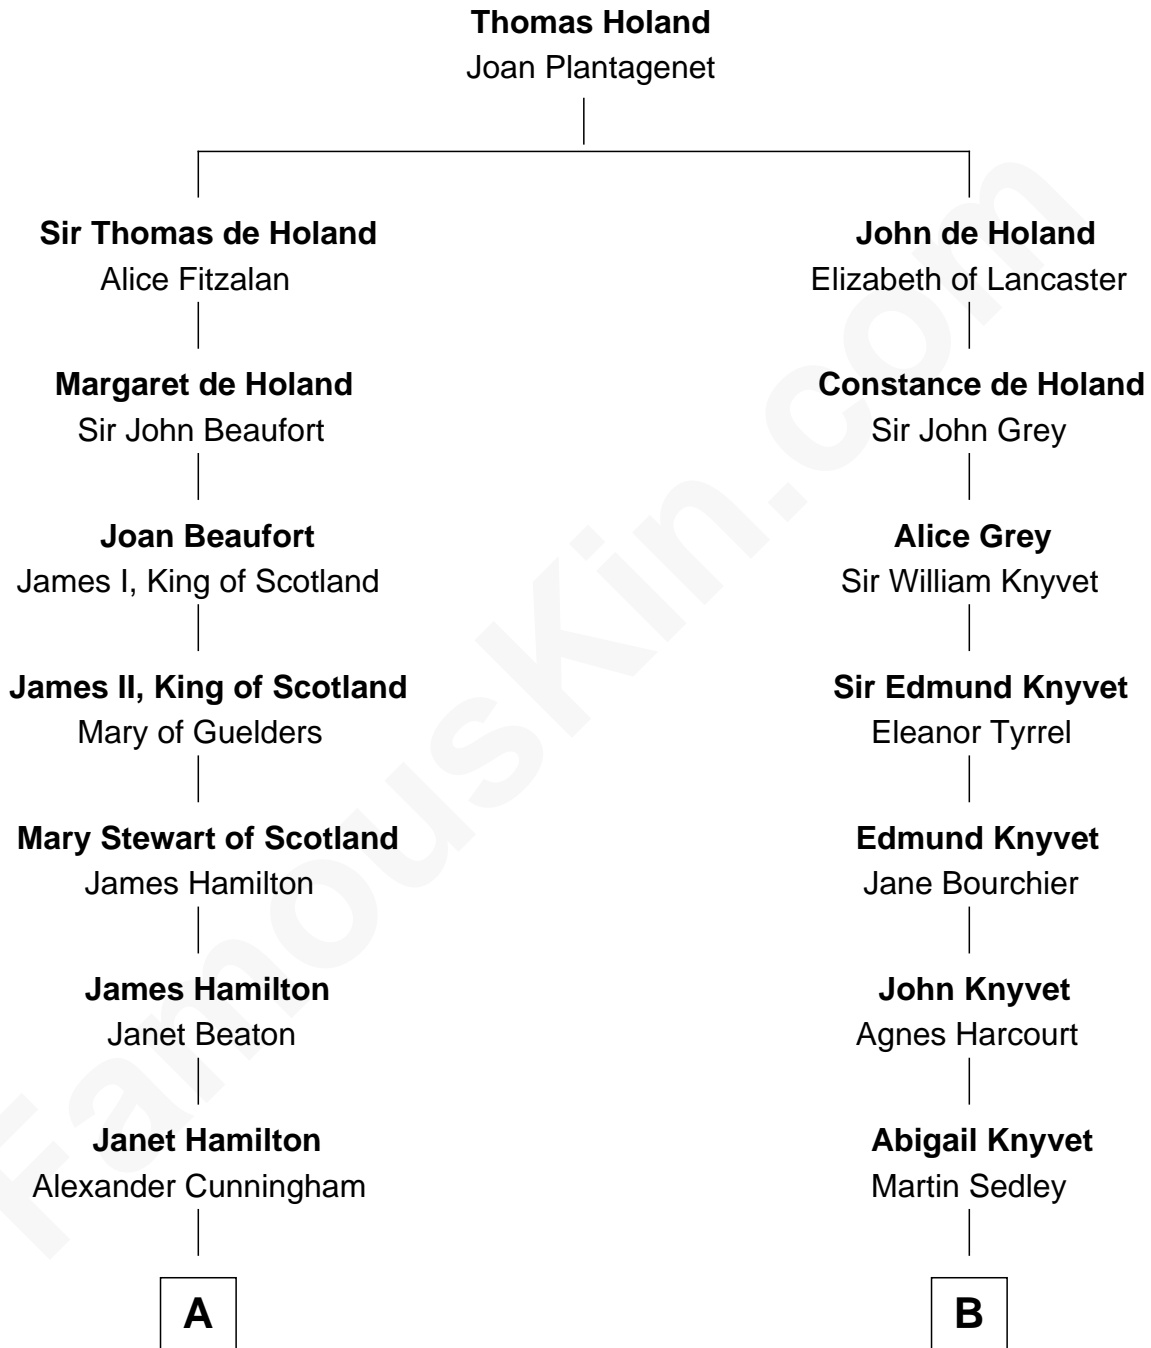 Thomas Holand
Joan Plantagenet
Sir Thomas de Holand
Alice Fitzalan
John de Holand
Elizabeth of Lancaster
Margaret de Holand
Sir John Beaufort
Constance de Holand
Sir John Grey
Joan Beaufort
James I, King of Scotland
Alice Grey
Sir William Knyvet
James II, King of Scotland
Mary of Guelders
Sir Edmund Knyvet
Eleanor Tyrrel
Mary Stewart of Scotland
James Hamilton
Edmund Knyvet
Jane Bourchier
James Hamilton
Janet Beaton
John Knyvet
Agnes Harcourt
Janet Hamilton
Alexander Cunningham
Abigail Knyvet
Martin Sedley
A
B
FamousKin.com